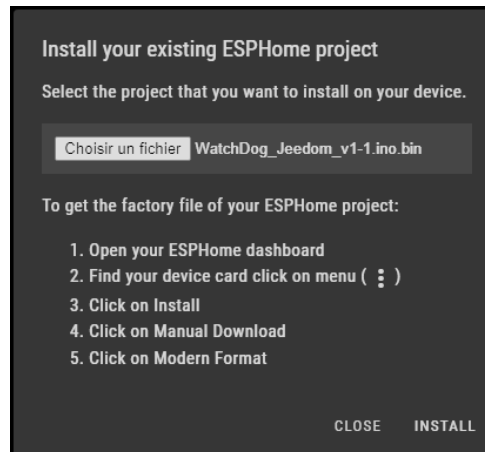 Install your existing ESPHome project
Select the project that you want to install on your device.
Choisir un fichier WatchDog_Jeedom_v1-1.ino.bin
To get the factory file of your ESPHome project:
1. Open your ESPHome dashboard
2. Find your device card click on menu ( ⋮ )
3. Click on Install
4. Click on Manual Download
5. Click on Modern Format
CLOSE INSTALL